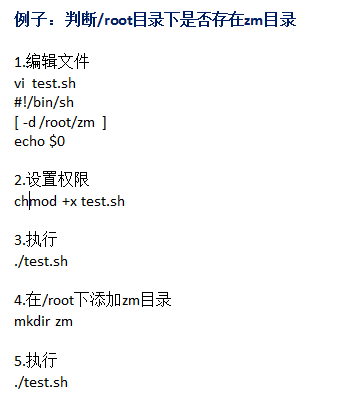 例子：判断/root目录下是否存在zm目录
1.编辑文件
vi  test.sh
#!/bin/sh
[ -d /root/zm  ]
echo $0
2.设置权限
chmod +x test.sh
3.执行
./test.sh
4.在/root下添加zm目录
mkdir zm
5.执行
./test.sh